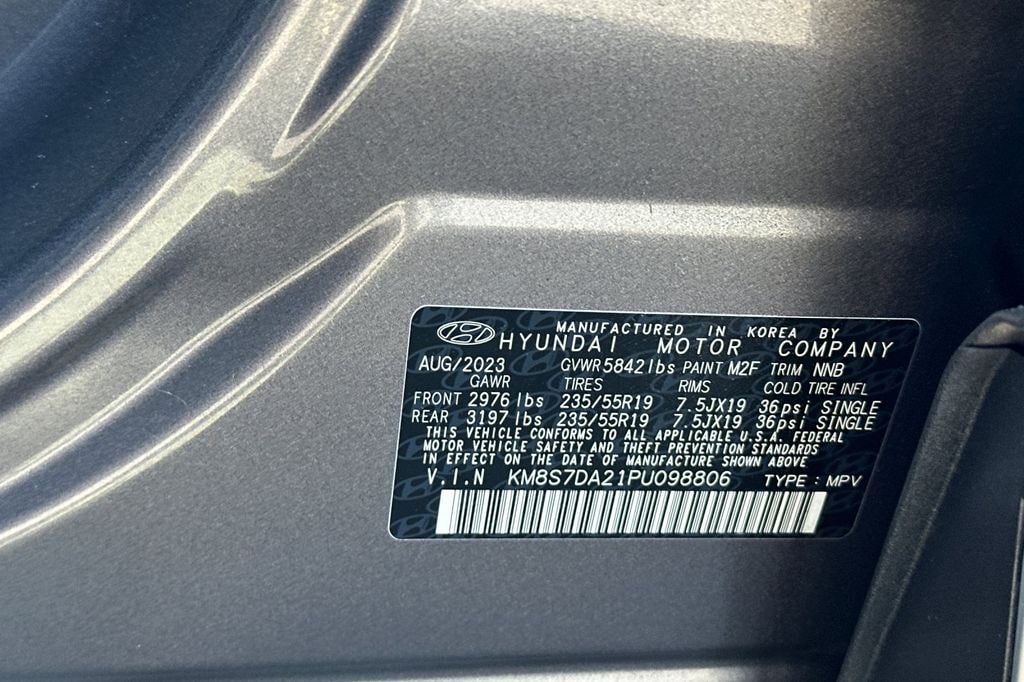 MANUFACTURED IN KOREA BY
HYUNDAI MOTOR COMPANY
AUG/2023 GVWR 5842 lbs PAINT M2F TRIM NNB
GAWR TIRES RIMS COLD TIRE INFL
FRONT 2976 lbs 235/55R19 7.5JX19 36psi SINGLE
REAR 3197 lbs 235/55R19 7.5JX19 36psi SINGLE
THIS VEHICLE CONFORMS TO ALL APPLICABLE U.S.A. FEDERAL
MOTOR VEHICLE SAFETY AND THEFT PREVENTION STANDARDS
IN EFFECT ON THE DATE OF MANUFACTURE SHOWN ABOVE
V.I.N KM8S7DA21PU098806 TYPE : MPV